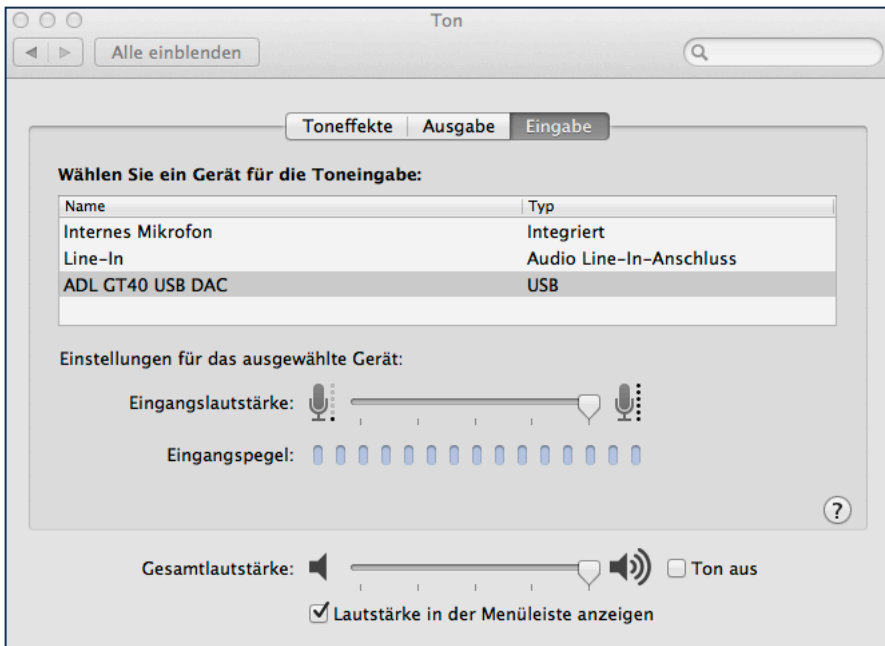 Ton
Alle einblenden
Toneffekte Ausgabe Eingabe
Wählen Sie ein Gerät für die Toneingabe:
Name Typ
Internes Mikrofon Integriert
Line-In Audio Line-In-Anschluss
ADL GT40 USB DAC USB
Einstellungen für das ausgewählte Gerät:
Eingangslautstärke:
Eingangspegel:
?
Gesamtlautstärke: Ton aus
Lautstärke in der Menüleiste anzeigen